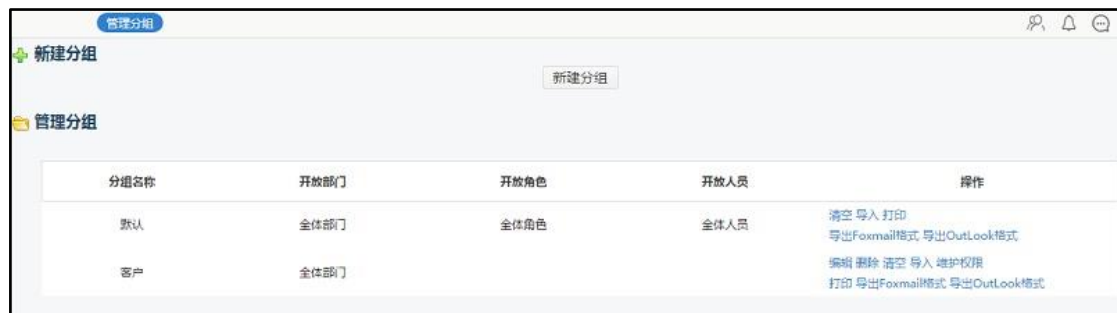 管理分组
新建分组
新建分组
管理分组
分组名称 开放部门 开放角色 开放人员 操作
默认 全体部门 全体角色 全体人员 清空 导入 打印
导出Foxmail格式 导出OutLook格式
客户 全体部门 编辑 删除 清空 导入 维护权限
打印 导出Foxmail格式 导出OutLook格式